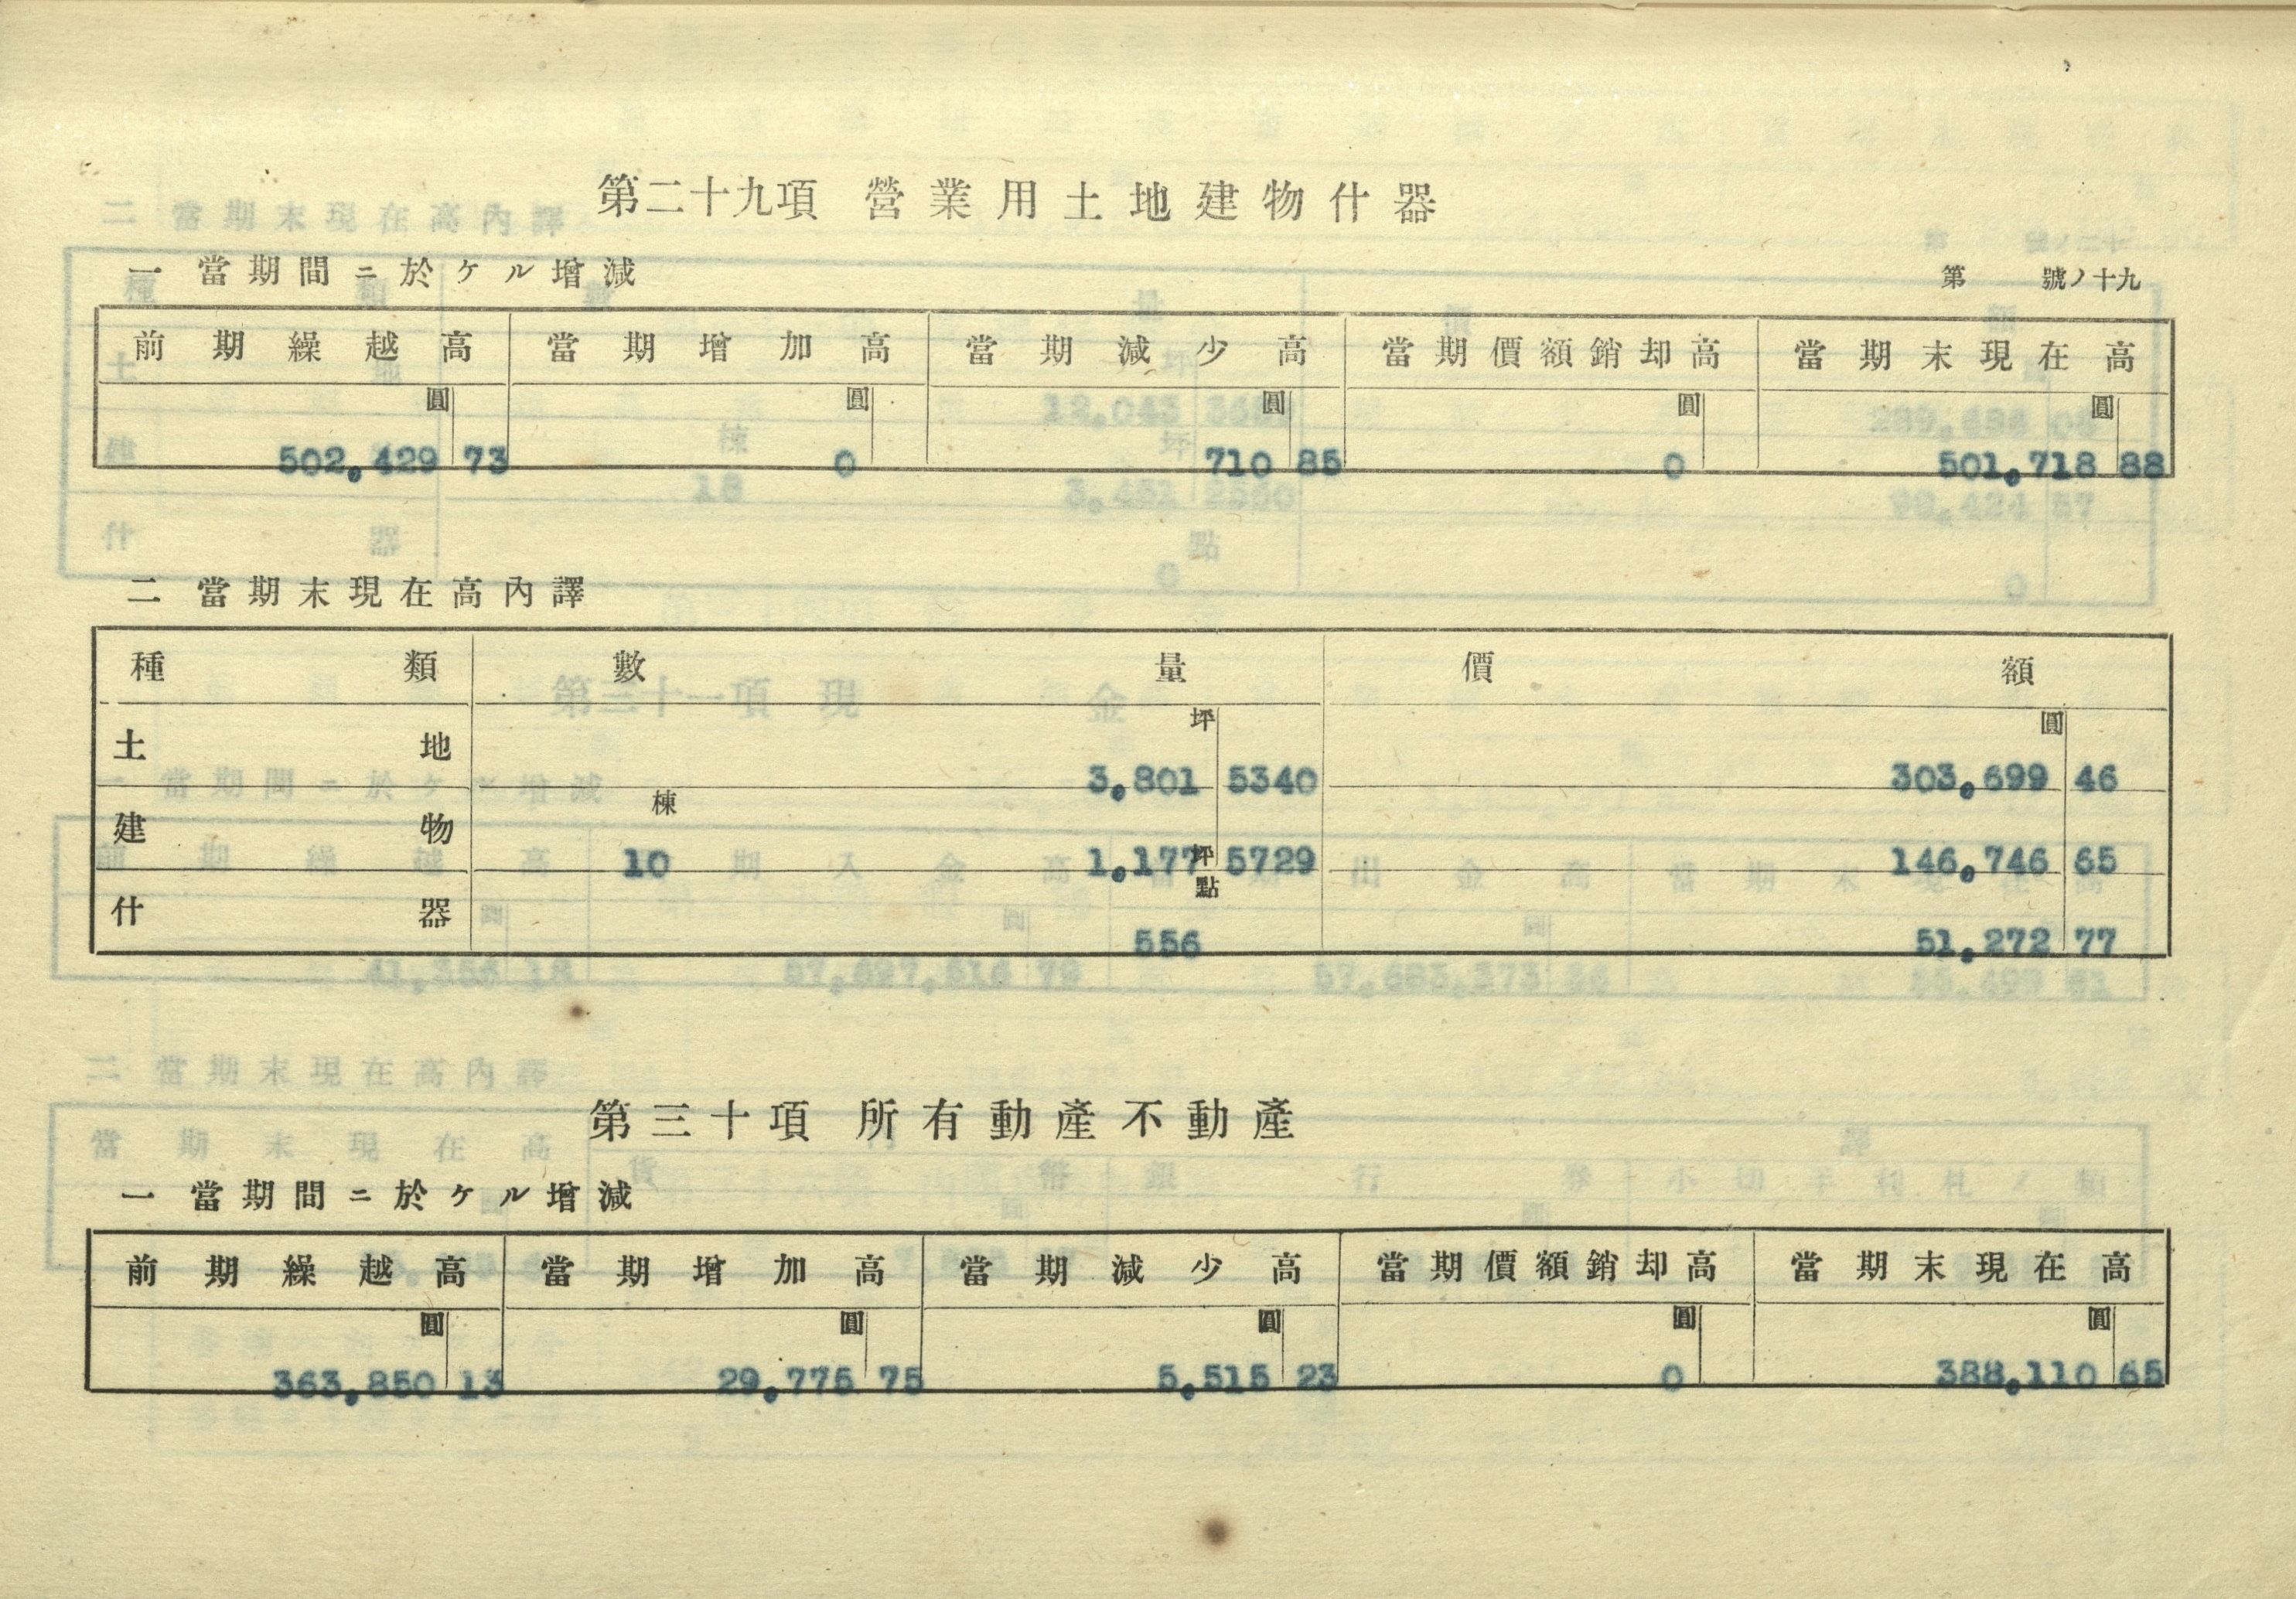 第二十九項 營業用土地建物什器
一 當期間ニ於ケル增減
第 號ノ十九
前期繰越高 當期增加高 當期減少高 當期價額銷却高 當期末現在高
圓 圓 圓 圓 圓
502,429 73 0 710 85 0 501,718 88
二 當期末現在高內譯
種類 數量 價額
坪 圓
土地 3,801 5340 303,699 46
棟 坪
建物 10 1,177 5729 146,746 65
點
什器 556 51,272 77
第三十項 所有動產不動產
一 當期間ニ於ケル增減
前期繰越高 當期增加高 當期減少高 當期價額銷却高 當期末現在高
圓 圓 圓 圓 圓
363,850 13 29,775 75 5,515 23 0 388,110 65